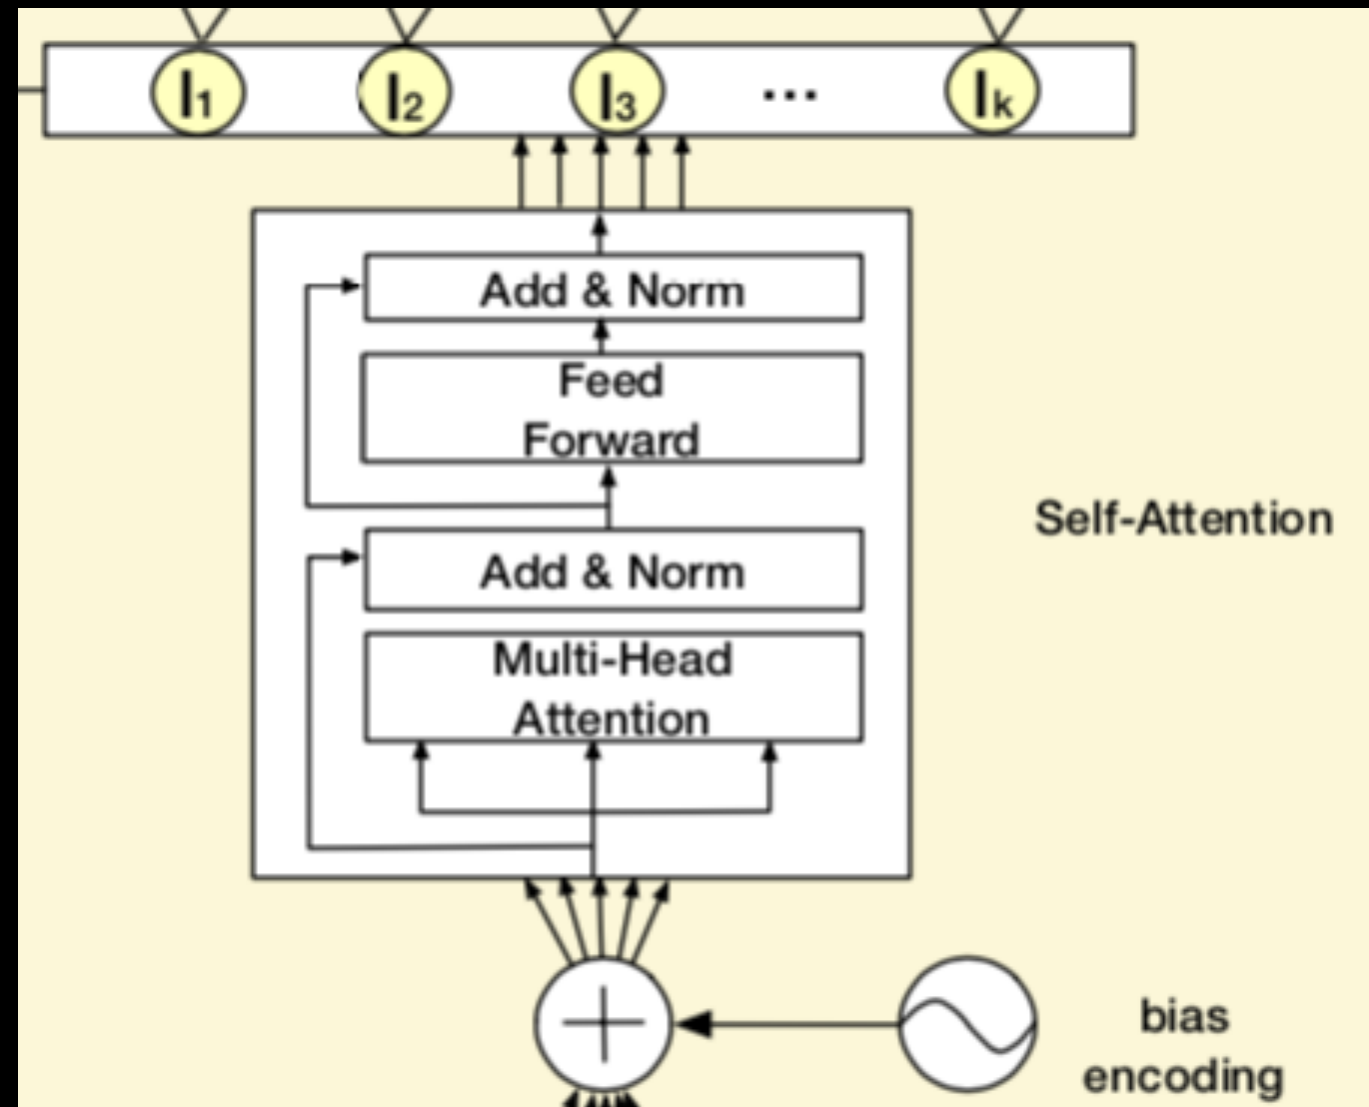 I1 I2 I3 ... Ik
Add & Norm
Feed
Forward
Self-Attention
Add & Norm
Multi-Head
Attention
bias
encoding